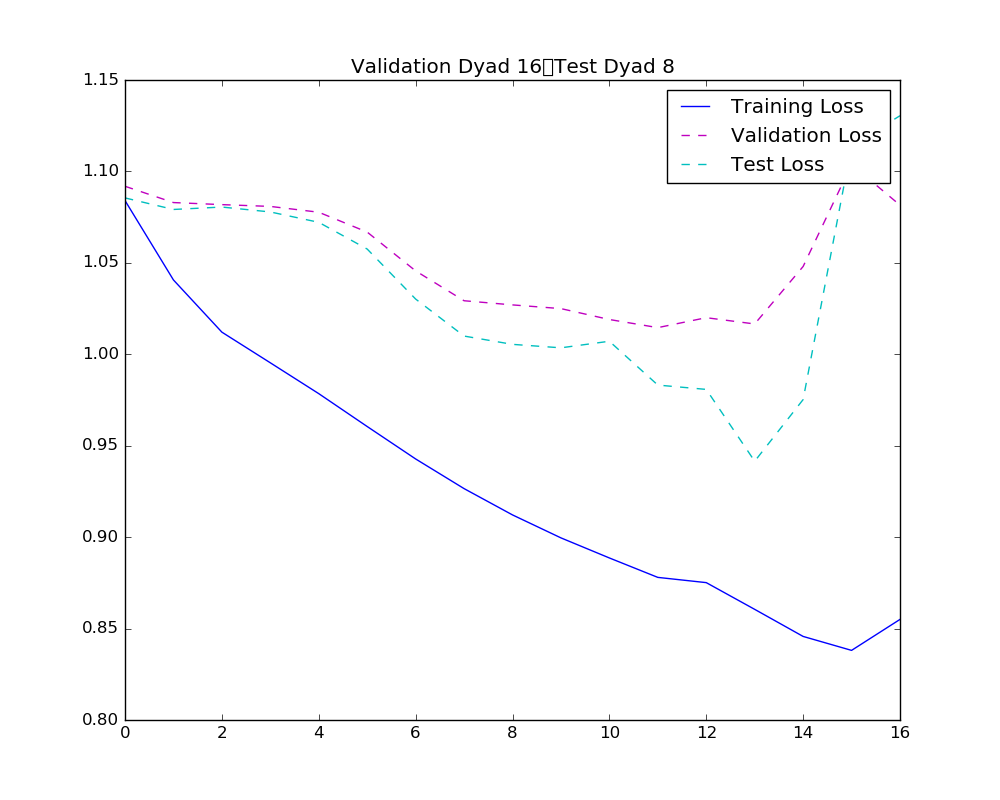 Validation Dyad 16▯Test Dyad 8
1.15
1.10
1.05
1.00
0.95
0.90
0.85
0.80
Training Loss
Validation Loss
Test Loss
0 2 4 6 8 10 12 14 16